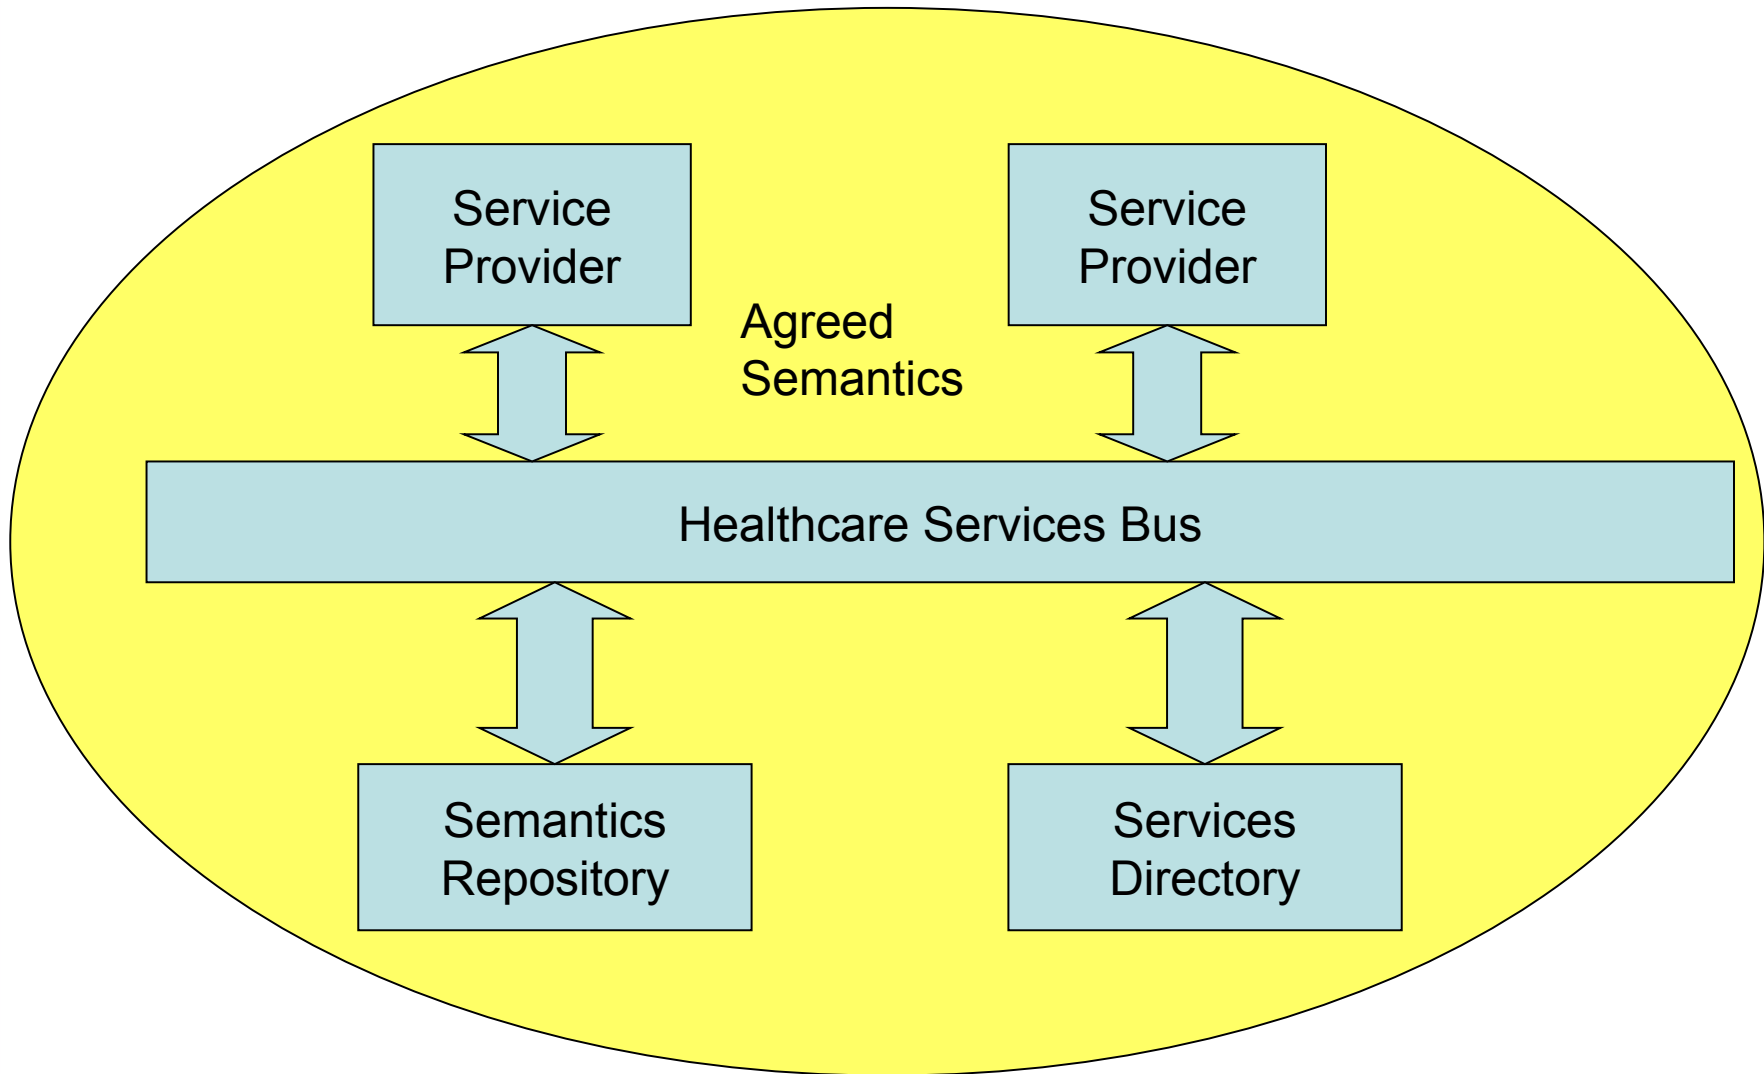 Service
Provider
Service
Provider
Agreed
Semantics
Healthcare Services Bus
Semantics
Repository
Services
Directory